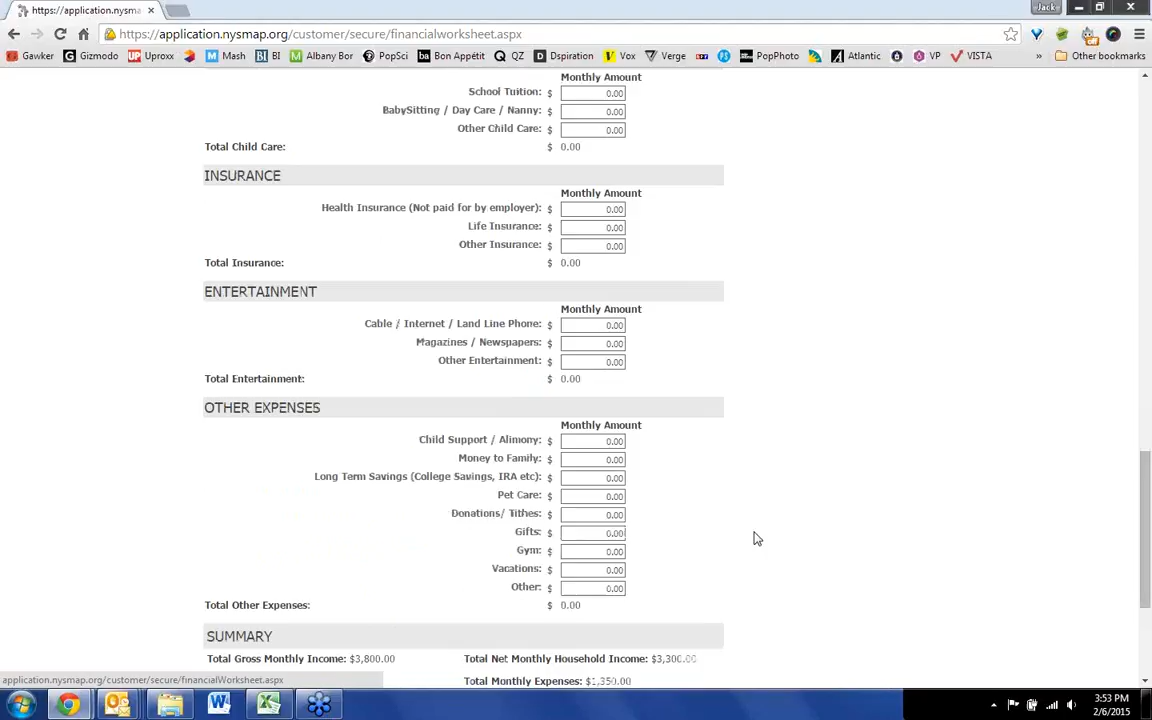 https://application.nysmap.o
Jack
https://application.nysmap.org/customer/secure/financialworksheet.aspx
Gawker Gizmodo Uproxx Mash BI Albany Bor PopSci Bon Appétit QZ Dspiration Vox Verge PopPhoto Atlantic VP VISTA » Other bookmarks
Monthly Amount
School Tuition: $ 0.00
BabySitting / Day Care / Nanny: $ 0.00
Other Child Care: $ 0.00
Total Child Care: $ 0.00
INSURANCE
Monthly Amount
Health Insurance (Not paid for by employer): $ 0.00
Life Insurance: $ 0.00
Other Insurance: $ 0.00
Total Insurance: $ 0.00
ENTERTAINMENT
Monthly Amount
Cable / Internet / Land Line Phone: $ 0.00
Magazines / Newspapers: $ 0.00
Other Entertainment: $ 0.00
Total Entertainment: $ 0.00
OTHER EXPENSES
Monthly Amount
Child Support / Alimony: $ 0.00
Money to Family: $ 0.00
Long Term Savings (College Savings, IRA etc): $ 0.00
Pet Care: $ 0.00
Donations/ Tithes: $ 0.00
Gifts: $ 0.00
Gym: $ 0.00
Vacations: $ 0.00
Other: $ 0.00
Total Other Expenses: $ 0.00
SUMMARY
Total Gross Monthly Income: $3,800.00 Total Net Monthly Household Income: $3,300.00
Total Monthly Expenses: $1,350.00
https://application.nysmap.org/customer/secure/financialWorksheet.aspx
3:53 PM
2/6/2015